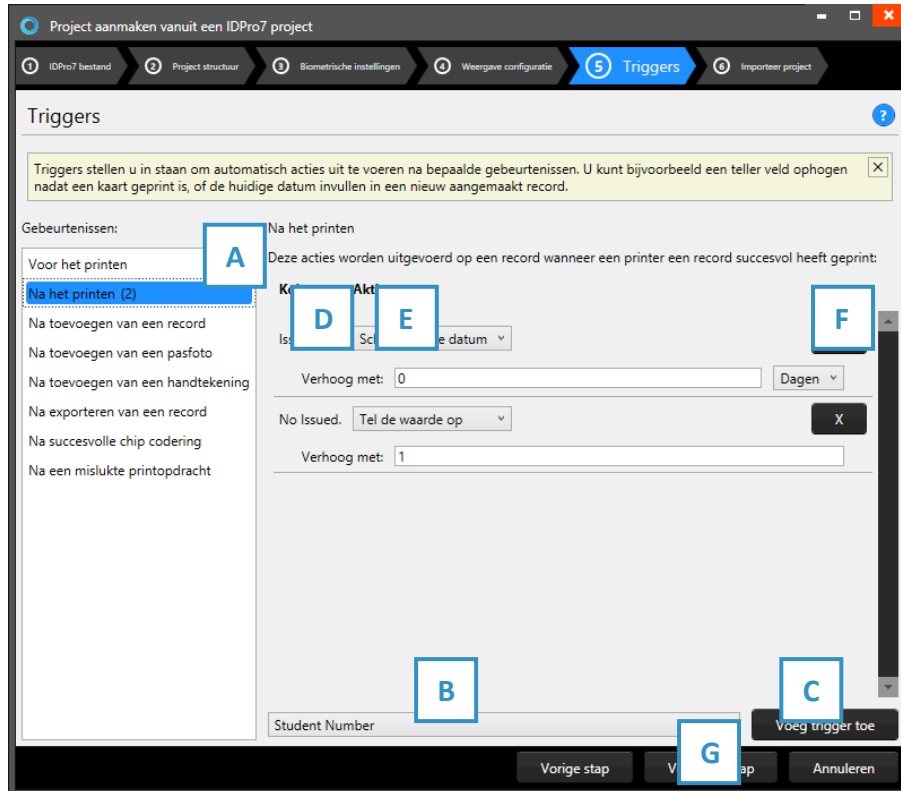 Project aanmaken vanuit een IDPro7 project
1 IDPro7 bestand 2 Project structuur 3 Biometrische instellingen 4 Weergave configuratie 5 Triggers 6 Importeer project
Triggers
?
Triggers stellen u in staan om automatisch acties uit te voeren na bepaalde gebeurtenissen. U kunt bijvoorbeeld een teller veld ophogen
nadat een kaart geprint is, of de huidige datum invullen in een nieuw aangemaakt record.
Gebeurtenissen:
A
Voor het printen
Na het printen (2)
Na toevoegen van een record
Na toevoegen van een pasfoto
Na toevoegen van een handtekening
Na exporteren van een record
Na succesvolle chip codering
Na een mislukte printopdracht
Na het printen
Deze acties worden uitgevoerd op een record wanneer een printer een record succesvol heeft geprint:
D E F
datum
Verhoog met: 0 Dagen
No Issued. Tel de waarde op X
Verhoog met: 1
B C
Student Number Voeg trigger toe
G
Vorige stap Annuleren